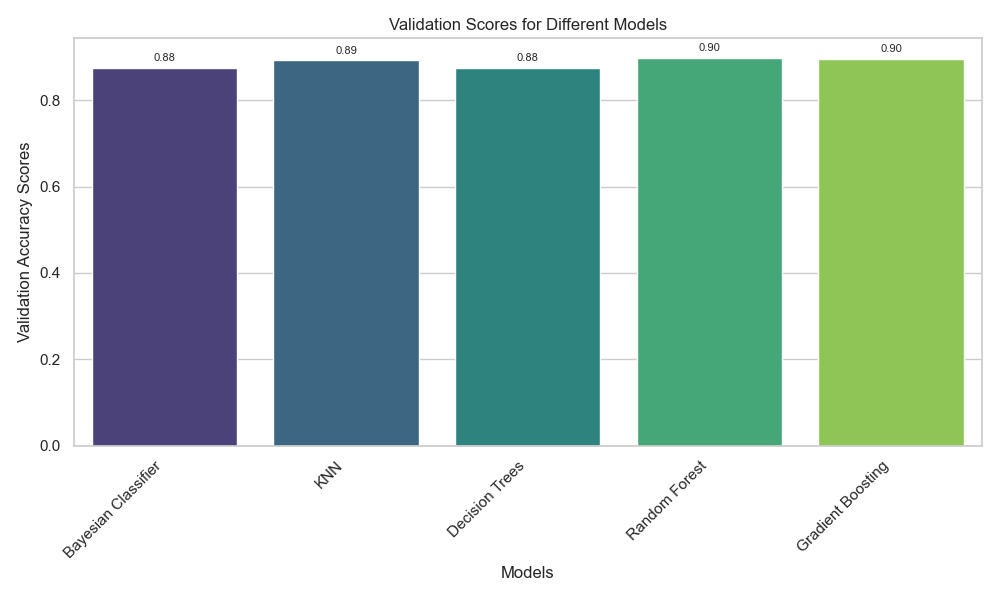 Validation Scores for Different Models
0.88
0.89
0.88
0.90
0.90
Validation Accuracy Scores
0.8
0.6
0.4
0.2
0.0
Bayesian Classifier
KNN
Decision Trees
Random Forest
Gradient Boosting
Models